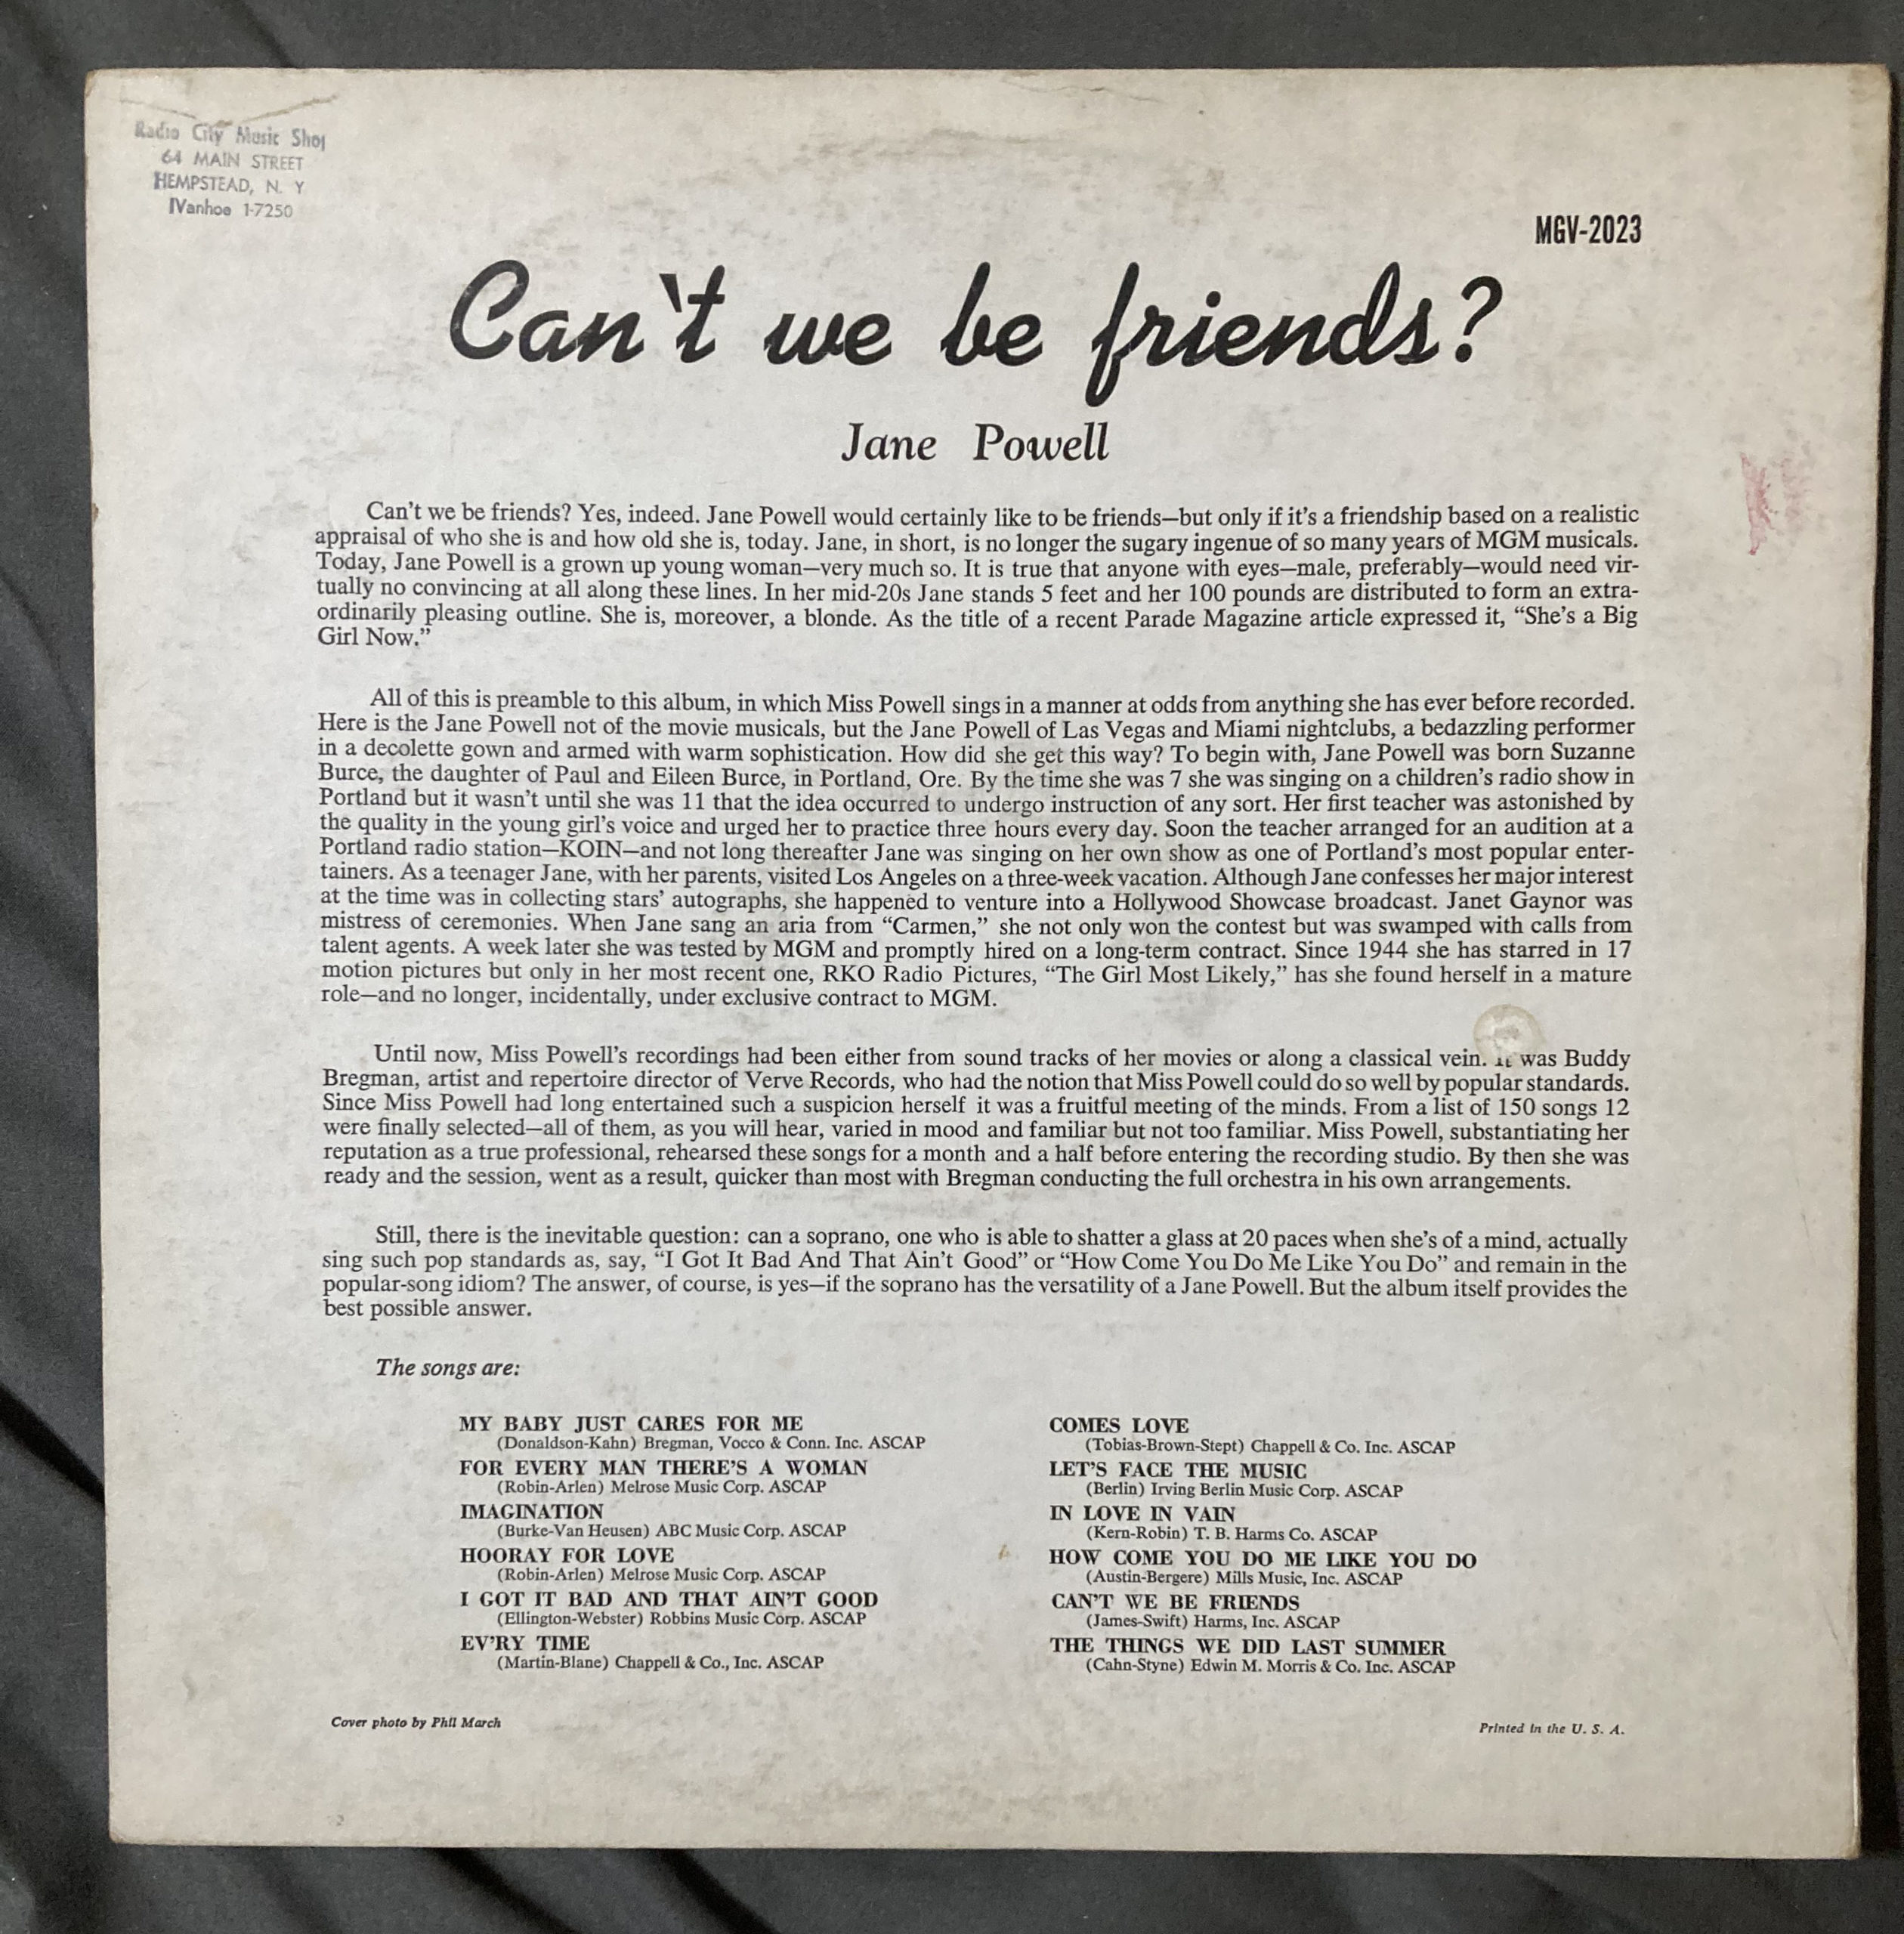 Radio City Music Shop
64 MAIN STREET
HEMPSTEAD, N. Y
IVanhoe 1-7250
MGV-2023
Can't we be friends?
Jane Powell
Can't we be friends? Yes, indeed. Jane Powell would certainly like to be friends—but only if it's a friendship based on a realistic
appraisal of who she is and how old she is, today. Jane, in short, is no longer the sugary ingenue of so many years of MGM musicals.
Today, Jane Powell is a grown up young woman—very much so. It is true that anyone with eyes—male, preferably—would need vir-
tually no convincing at all along these lines. In her mid-20s Jane stands 5 feet and her 100 pounds are distributed to form an extra-
ordinarily pleasing outline. She is, moreover, a blonde. As the title of a recent Parade Magazine article expressed it, "She's a Big
Girl Now."
All of this is preamble to this album, in which Miss Powell sings in a manner at odds from anything she has ever before recorded.
Here is the Jane Powell not of the movie musicals, but the Jane Powell of Las Vegas and Miami nightclubs, a bedazzling performer
in a decolette gown and armed with warm sophistication. How did she get this way? To begin with, Jane Powell was born Suzanne
Burce, the daughter of Paul and Eileen Burce, in Portland, Ore. By the time she was 7 she was singing on a children's radio show in
Portland but it wasn't until she was 11 that the idea occurred to undergo instruction of any sort. Her first teacher was astonished by
the quality in the young girl's voice and urged her to practice three hours every day. Soon the teacher arranged for an audition at a
Portland radio station—KOIN—and not long thereafter Jane was singing on her own show as one of Portland's most popular enter-
tainers. As a teenager Jane, with her parents, visited Los Angeles on a three-week vacation. Although Jane confesses her major interest
at the time was in collecting stars' autographs, she happened to venture into a Hollywood Showcase broadcast. Janet Gaynor was
mistress of ceremonies. When Jane sang an aria from "Carmen," she not only won the contest but was swamped with calls from
talent agents. A week later she was tested by MGM and promptly hired on a long-term contract. Since 1944 she has starred in 17
motion pictures but only in her most recent one, RKO Radio Pictures, "The Girl Most Likely," has she found herself in a mature
role—and no longer, incidentally, under exclusive contract to MGM.
Until now, Miss Powell's recordings had been either from sound tracks of her movies or along a classical vein. It was Buddy
Bregman, artist and repertoire director of Verve Records, who had the notion that Miss Powell could do so well by popular standards.
Since Miss Powell had long entertained such a suspicion herself it was a fruitful meeting of the minds. From a list of 150 songs 12
were finally selected—all of them, as you will hear, varied in mood and familiar but not too familiar. Miss Powell, substantiating her
reputation as a true professional, rehearsed these songs for a month and a half before entering the recording studio. By then she was
ready and the session, went as a result, quicker than most with Bregman conducting the full orchestra in his own arrangements.
Still, there is the inevitable question: can a soprano, one who is able to shatter a glass at 20 paces when she's of a mind, actually
sing such pop standards as, say, "I Got It Bad And That Ain't Good" or "How Come You Do Me Like You Do" and remain in the
popular-song idiom? The answer, of course, is yes—if the soprano has the versatility of a Jane Powell. But the album itself provides the
best possible answer.
The songs are:
MY BABY JUST CARES FOR ME
(Donaldson-Kahn) Bregman, Vocco & Conn. Inc. ASCAP
FOR EVERY MAN THERE'S A WOMAN
(Robin-Arlen) Melrose Music Corp. ASCAP
IMAGINATION
(Burke-Van Heusen) ABC Music Corp. ASCAP
HOORAY FOR LOVE
(Robin-Arlen) Melrose Music Corp. ASCAP
I GOT IT BAD AND THAT AIN'T GOOD
(Ellington-Webster) Robbins Music Corp. ASCAP
EV'RY TIME
(Martin-Blane) Chappell & Co., Inc. ASCAP
COMES LOVE
(Tobias-Brown-Stept) Chappell & Co. Inc. ASCAP
LET'S FACE THE MUSIC
(Berlin) Irving Berlin Music Corp. ASCAP
IN LOVE IN VAIN
(Kern-Robin) T. B. Harms Co. ASCAP
HOW COME YOU DO ME LIKE YOU DO
(Austin-Bergere) Mills Music, Inc. ASCAP
CAN'T WE BE FRIENDS
(James-Swift) Harms, Inc. ASCAP
THE THINGS WE DID LAST SUMMER
(Cahn-Styne) Edwin M. Morris & Co. Inc. ASCAP
Cover photo by Phil March
Printed in the U. S. A.